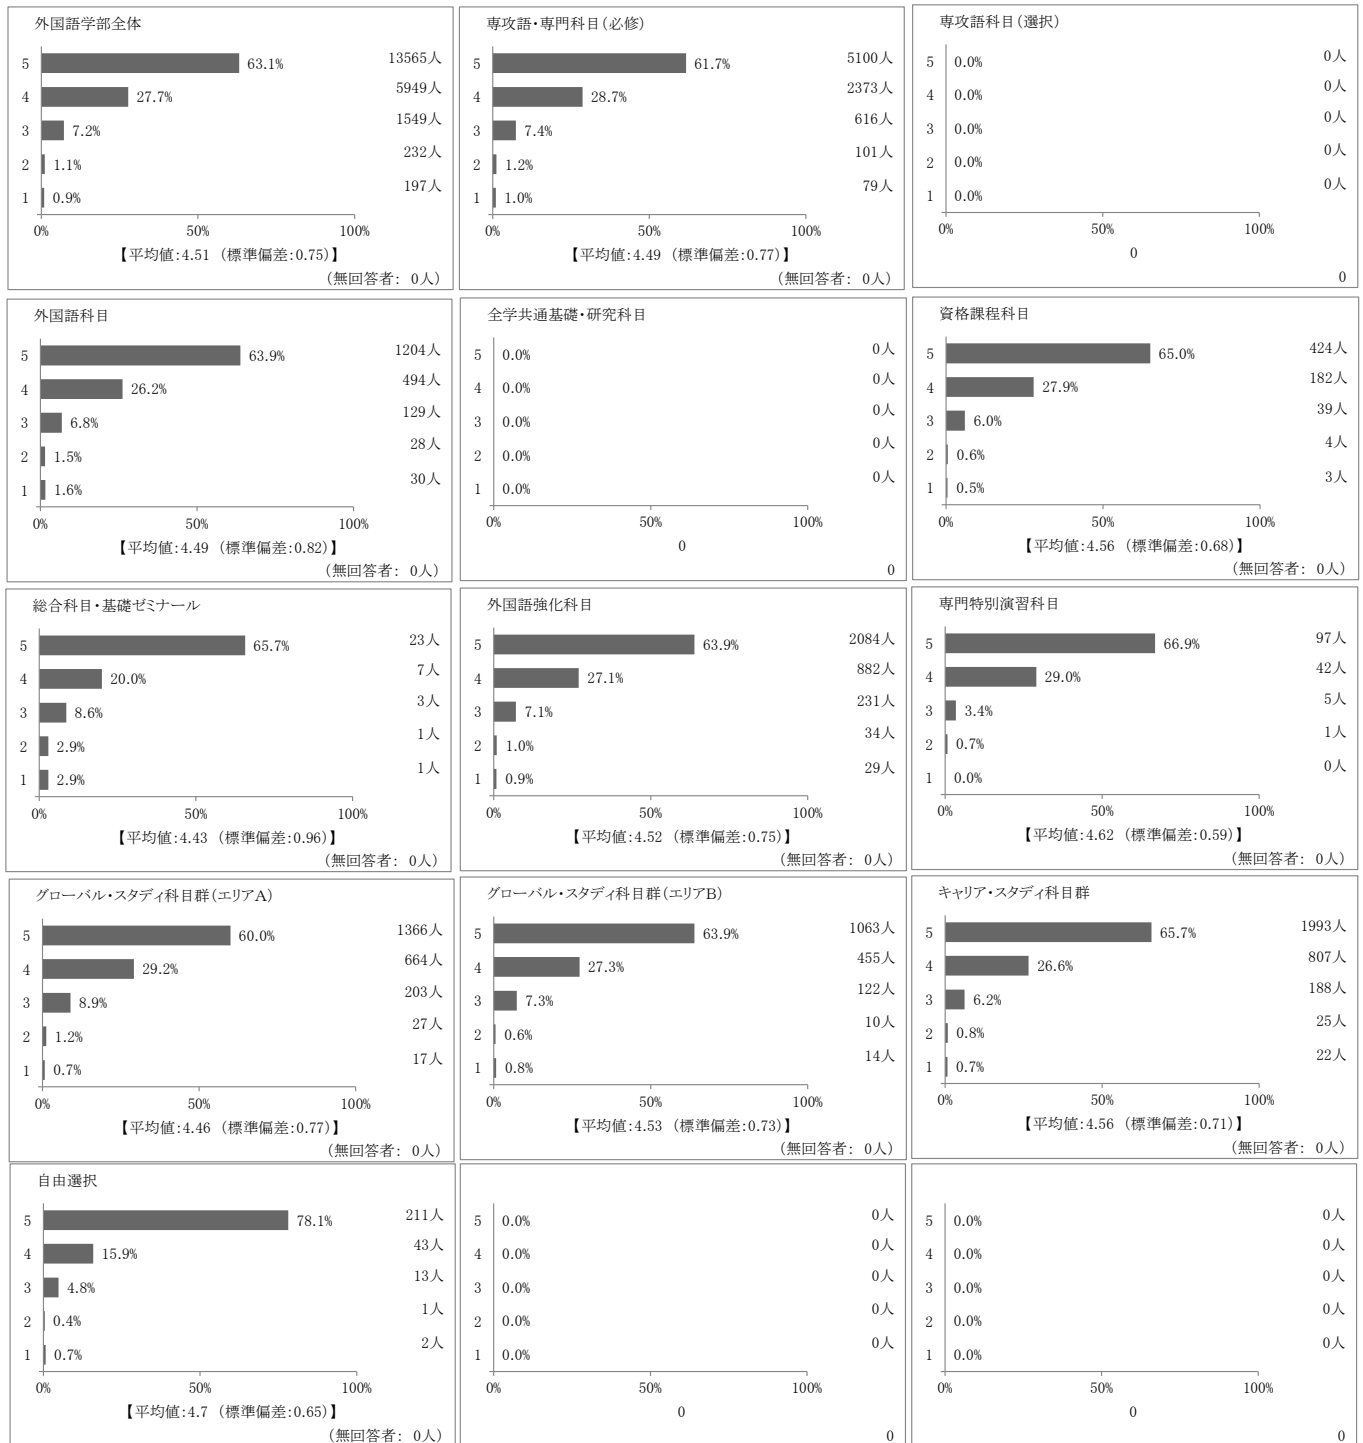 外国語学部全体
5 63.1% 13565人
4 27.7% 5949人
3 7.2% 1549人
2 1.1% 232人
1 0.9% 197人
0% 50% 100%
【平均値:4.51 (標準偏差:0.75)】
(無回答者: 0人)
専攻語・専門科目(必修)
5 61.7% 5100人
4 28.7% 2373人
3 7.4% 616人
2 1.2% 101人
1 1.0% 79人
0% 50% 100%
【平均値:4.49 (標準偏差:0.77)】
(無回答者: 0人)
専攻語科目(選択)
5 0.0% 0人
4 0.0% 0人
3 0.0% 0人
2 0.0% 0人
1 0.0% 0人
0% 50% 100%
0
0
外国語科目
5 63.9% 1204人
4 26.2% 494人
3 6.8% 129人
2 1.5% 28人
1 1.6% 30人
0% 50% 100%
【平均値:4.49 (標準偏差:0.82)】
(無回答者: 0人)
全学共通基礎・研究科目
5 0.0% 0人
4 0.0% 0人
3 0.0% 0人
2 0.0% 0人
1 0.0% 0人
0% 50% 100%
0
0
資格課程科目
5 65.0% 424人
4 27.9% 182人
3 6.0% 39人
2 0.6% 4人
1 0.5% 3人
0% 50% 100%
【平均値:4.56 (標準偏差:0.68)】
(無回答者: 0人)
総合科目・基礎ゼミナール
5 65.7% 23人
4 20.0% 7人
3 8.6% 3人
2 2.9% 1人
1 2.9% 1人
0% 50% 100%
【平均値:4.43 (標準偏差:0.96)】
(無回答者: 0人)
外国語強化科目
5 63.9% 2084人
4 27.1% 882人
3 7.1% 231人
2 1.0% 34人
1 0.9% 29人
0% 50% 100%
【平均値:4.52 (標準偏差:0.75)】
(無回答者: 0人)
専門特別演習科目
5 66.9% 97人
4 29.0% 42人
3 3.4% 5人
2 0.7% 1人
1 0.0% 0人
0% 50% 100%
【平均値:4.62 (標準偏差:0.59)】
(無回答者: 0人)
グローバル・スタディ科目群(エリアA)
5 60.0% 1366人
4 29.2% 664人
3 8.9% 203人
2 1.2% 27人
1 0.7% 17人
0% 50% 100%
【平均値:4.46 (標準偏差:0.77)】
(無回答者: 0人)
グローバル・スタディ科目群(エリアB)
5 63.9% 1063人
4 27.3% 455人
3 7.3% 122人
2 0.6% 10人
1 0.8% 14人
0% 50% 100%
【平均値:4.53 (標準偏差:0.73)】
(無回答者: 0人)
キャリア・スタディ科目群
5 65.7% 1993人
4 26.6% 807人
3 6.2% 188人
2 0.8% 25人
1 0.7% 22人
0% 50% 100%
【平均値:4.56 (標準偏差:0.71)】
(無回答者: 0人)
自由選択
5 78.1% 211人
4 15.9% 43人
3 4.8% 13人
2 0.4% 1人
1 0.7% 2人
0% 50% 100%
【平均値:4.7 (標準偏差:0.65)】
(無回答者: 0人)
5 0.0% 0人
4 0.0% 0人
3 0.0% 0人
2 0.0% 0人
1 0.0% 0人
0% 50% 100%
0
0
5 0.0% 0人
4 0.0% 0人
3 0.0% 0人
2 0.0% 0人
1 0.0% 0人
0% 50% 100%
0
0